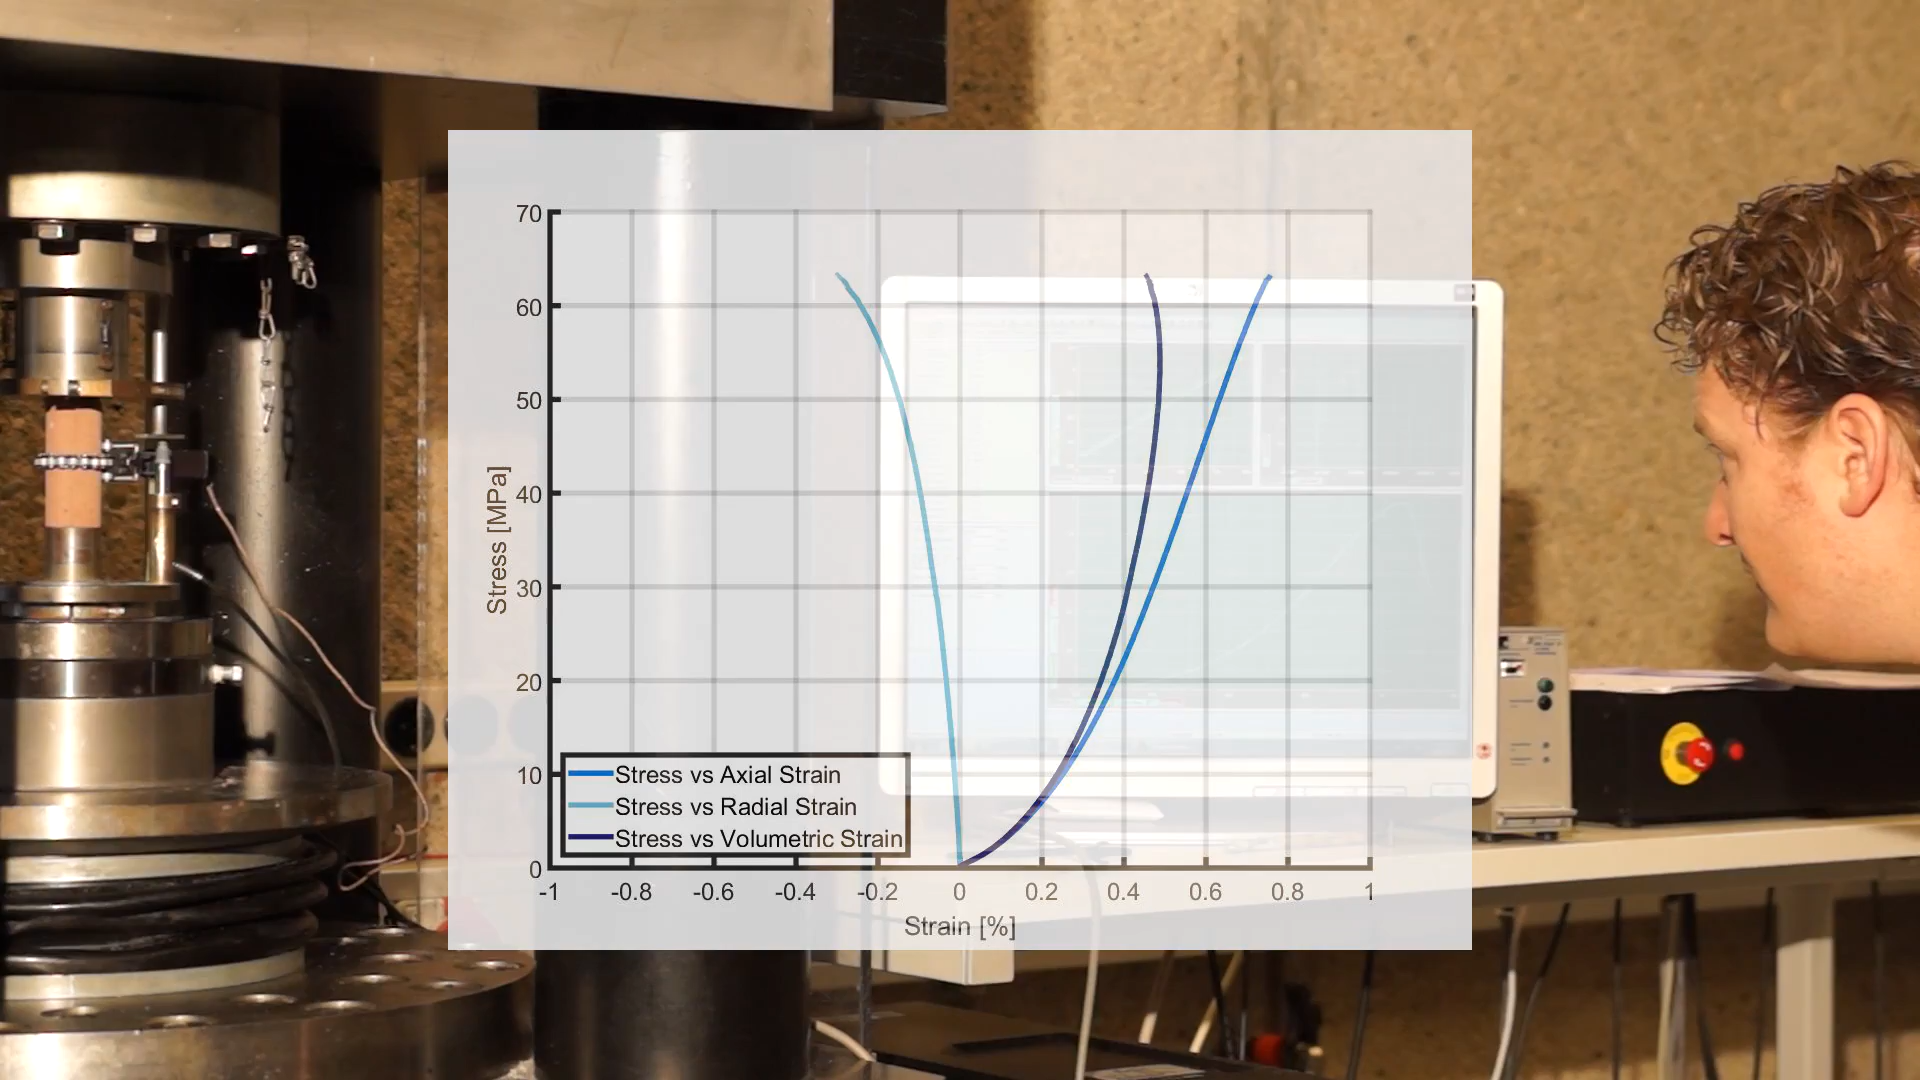 70
60
50
40
30
20
10
0
Stress [MPa]
Stress vs Axial Strain
Stress vs Radial Strain
Stress vs Volumetric Strain
-1 -0.8 -0.6 -0.4 -0.2 0 0.2 0.4 0.6 0.8 1
Strain [%]